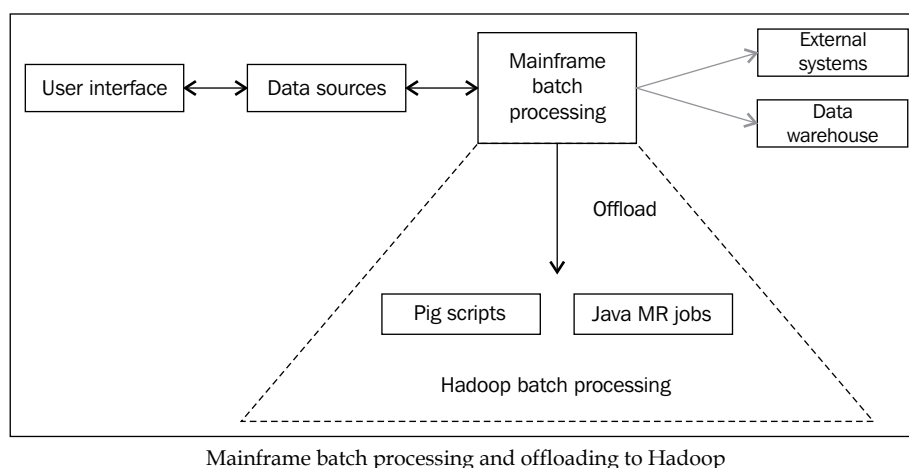 User interface
Data sources
Mainframe
batch
processing
External
systems
Data
warehouse
Offload
Pig scripts
Java MR jobs
Hadoop batch processing
Mainframe batch processing and offloading to Hadoop